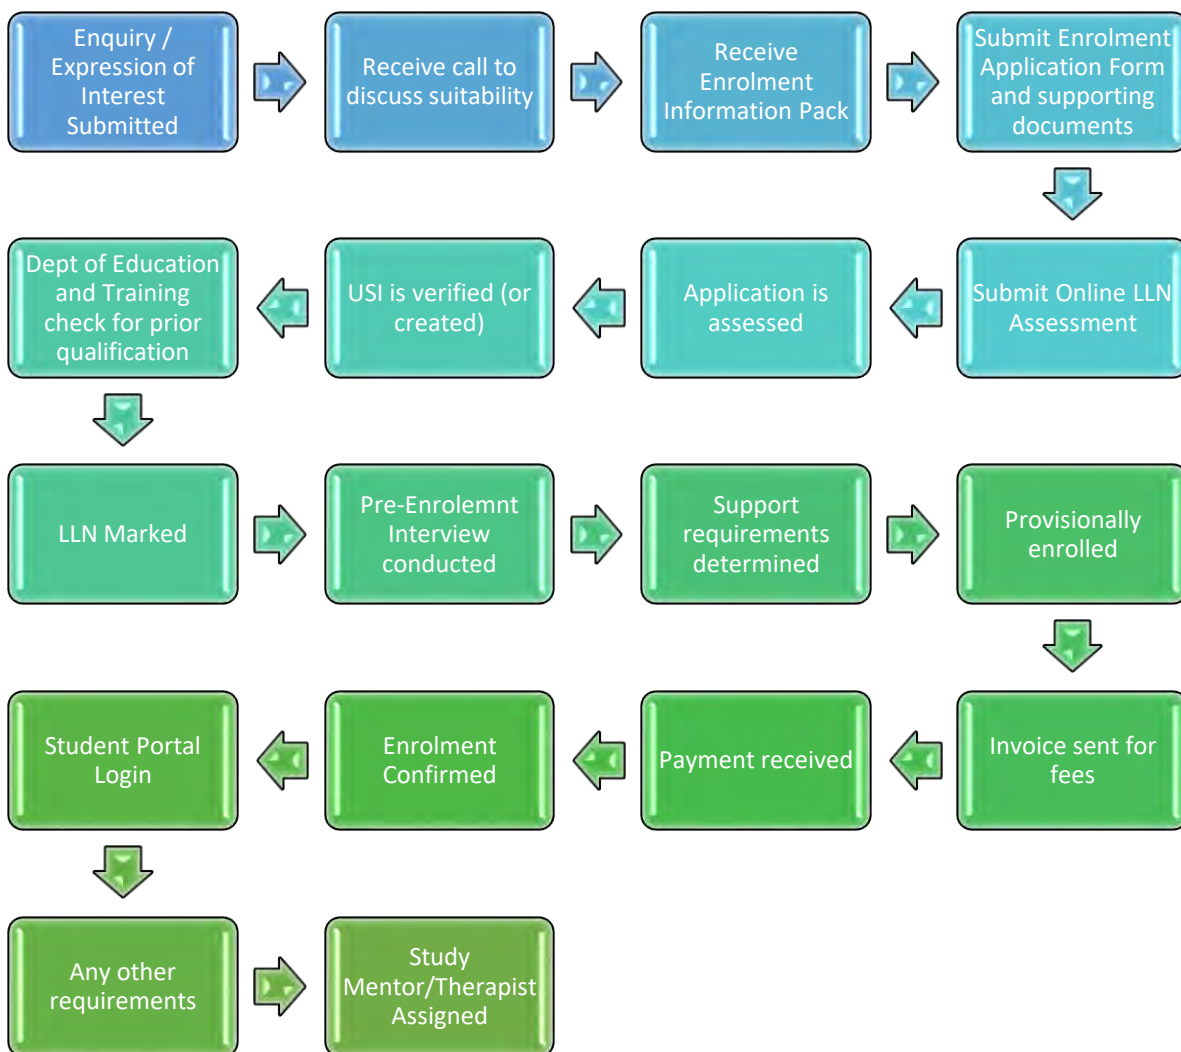 Enquiry /
Expression of
Interest
Submitted
Receive call to
discuss suitability
Receive
Enrolment
Information Pack
Submit Enrolment
Application Form
and supporting
documents
Submit Online LLN
Assessment
Application is
assessed
USI is verified (or
created)
Dept of Education
and Training
check for prior
qualification
LLN Marked
Pre-Enrolemnt
Interview
conducted
Support
requirements
determined
Provisionally
enrolled
Invoice sent for
fees
Payment received
Enrolment
Confirmed
Student Portal
Login
Any other
requirements
Study
Mentor/Therapist
Assigned